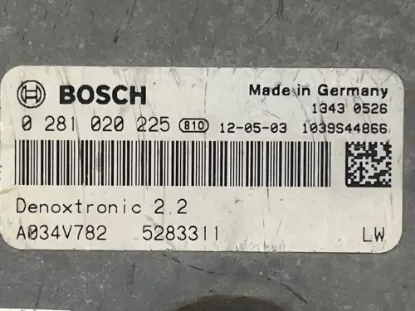 BOSCH Made in Germany
1343 0526
0 281 020 225 810 12-05-03 1039S44866
Denoxtronic 2.2
A034V782 5283311 LW